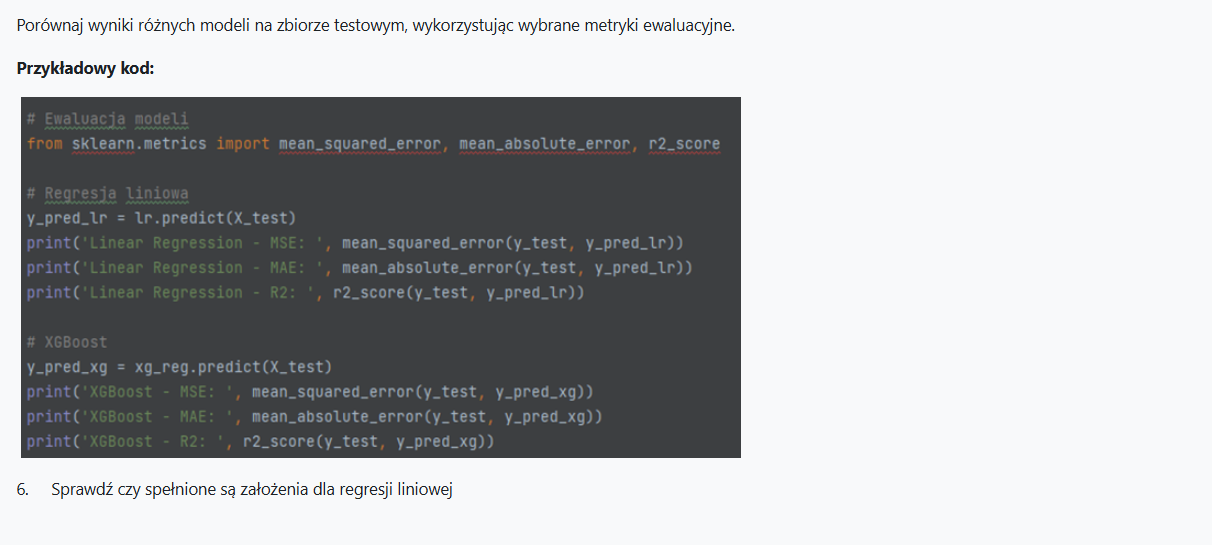 Porównaj wyniki różnych modeli na zbiorze testowym, wykorzystując wybrane metryki ewaluacyjne.
Przykładowy kod:
# Ewaluacja modeli
from sklearn.metrics import mean_squared_error, mean_absolute_error, r2_score
# Regresja liniowa
y_pred_lr = lr.predict(X_test)
print('Linear Regression - MSE: ', mean_squared_error(y_test, y_pred_lr))
print('Linear Regression - MAE: ', mean_absolute_error(y_test, y_pred_lr))
print('Linear Regression - R2: ', r2_score(y_test, y_pred_lr))
# XGBoost
y_pred_xg = xg_reg.predict(X_test)
print('XGBoost - MSE: ', mean_squared_error(y_test, y_pred_xg))
print('XGBoost - MAE: ', mean_absolute_error(y_test, y_pred_xg))
print('XGBoost - R2: ', r2_score(y_test, y_pred_xg))
6. Sprawdź czy spełnione są założenia dla regresji liniowej